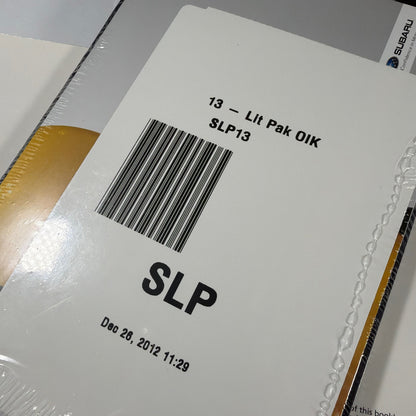 SUBARU
13 – Lit Pak OIK
SLP13
SLP
Dec 26, 2012 11:29
of this book